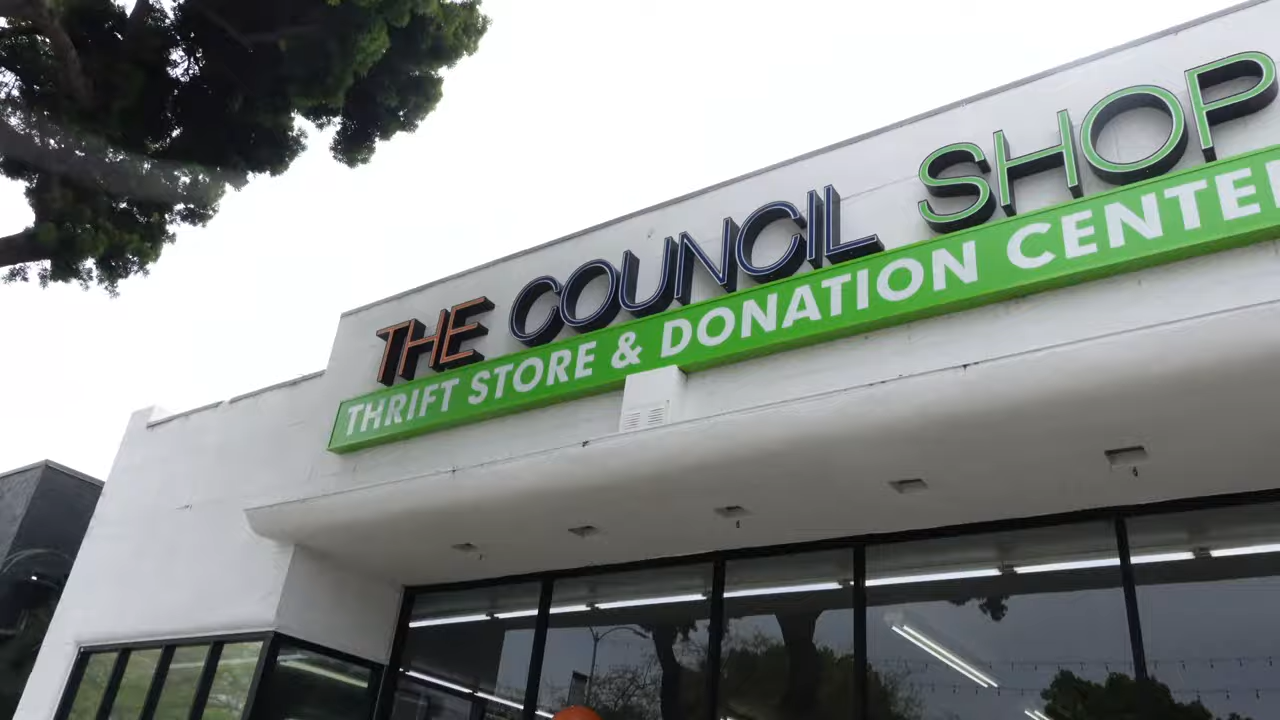 THE COUNCIL SHOP
THRIFT STORE & DONATION CENTER